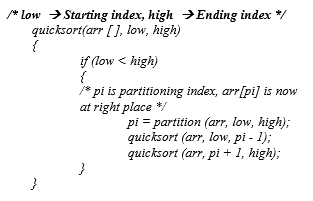 /* low → Starting index, high → Ending index */
quicksort(arr [ ], low, high)
{
if (low < high)
{
/* pi is partitioning index, arr[pi] is now
at right place */
pi = partition (arr, low, high);
quicksort (arr, low, pi - 1);
quicksort (arr, pi + 1, high);
}
}